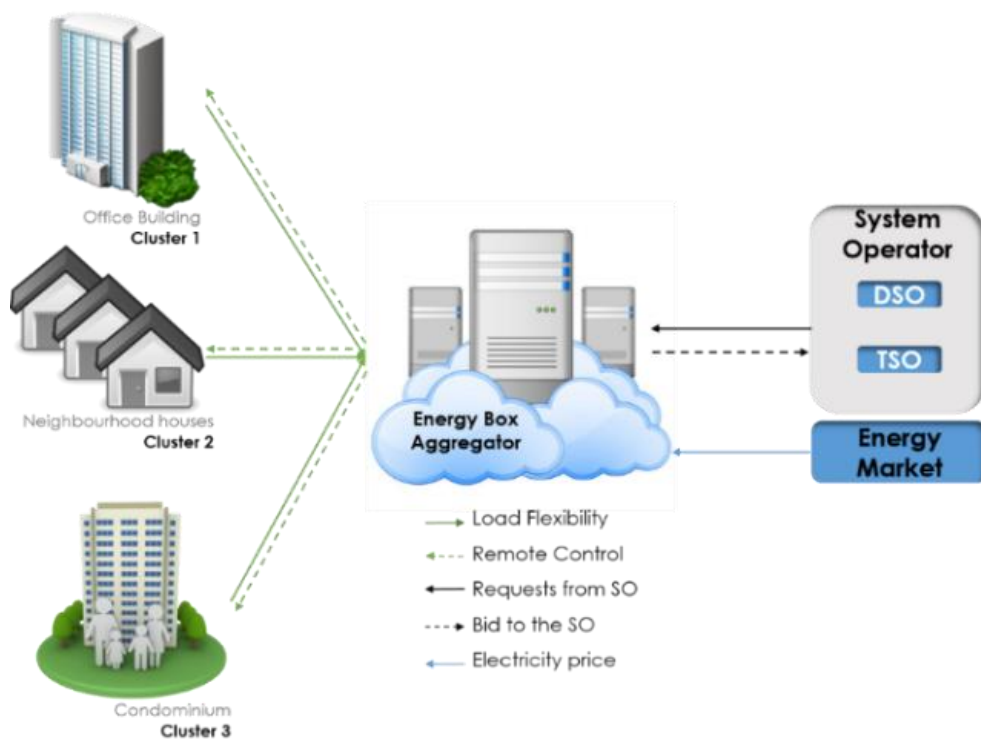 Office Building
Cluster 1
Neighbourhood houses
Cluster 2
Condominium
Cluster 3
Energy Box
Aggregator
System
Operator
DSO
TSO
Energy
Market
Load Flexibility
Remote Control
Requests from SO
Bid to the SO
Electricity price